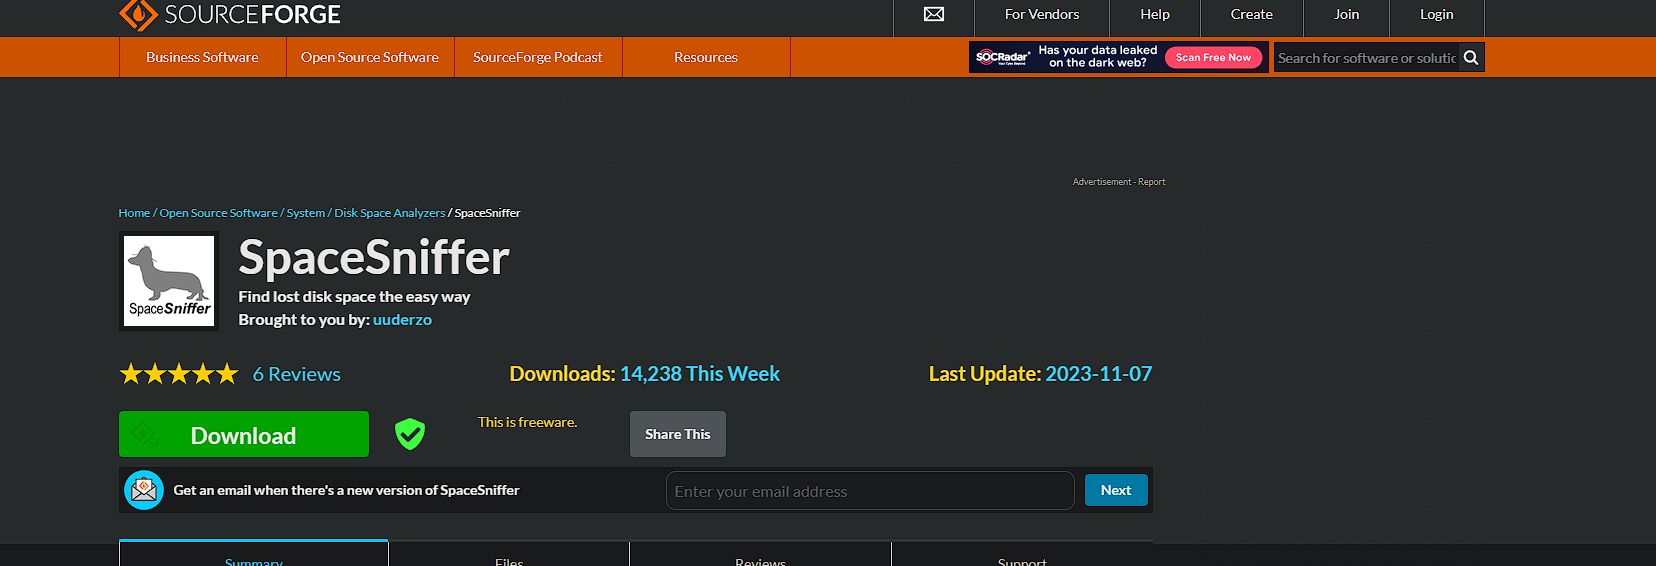 SOURCEFORGE
For Vendors
Help
Create
Join
Login
Business Software
Open Source Software
SourceForge Podcast
Resources
SOCRadar
Has your data leaked
on the dark web?
Scan Free Now
Search for software or solutic
Advertisement - Report
Home / Open Source Software / System / Disk Space Analyzers / SpaceSniffer
SpaceSniffer
SpaceSniffer
Find lost disk space the easy way
Brought to you by: uuderzo
6 Reviews
Downloads: 14,238 This Week
Last Update: 2023-11-07
Download
This is freeware.
Share This
Get an email when there's a new version of SpaceSniffer
Enter your email address
Next
Summary
Files
Reviews
Support